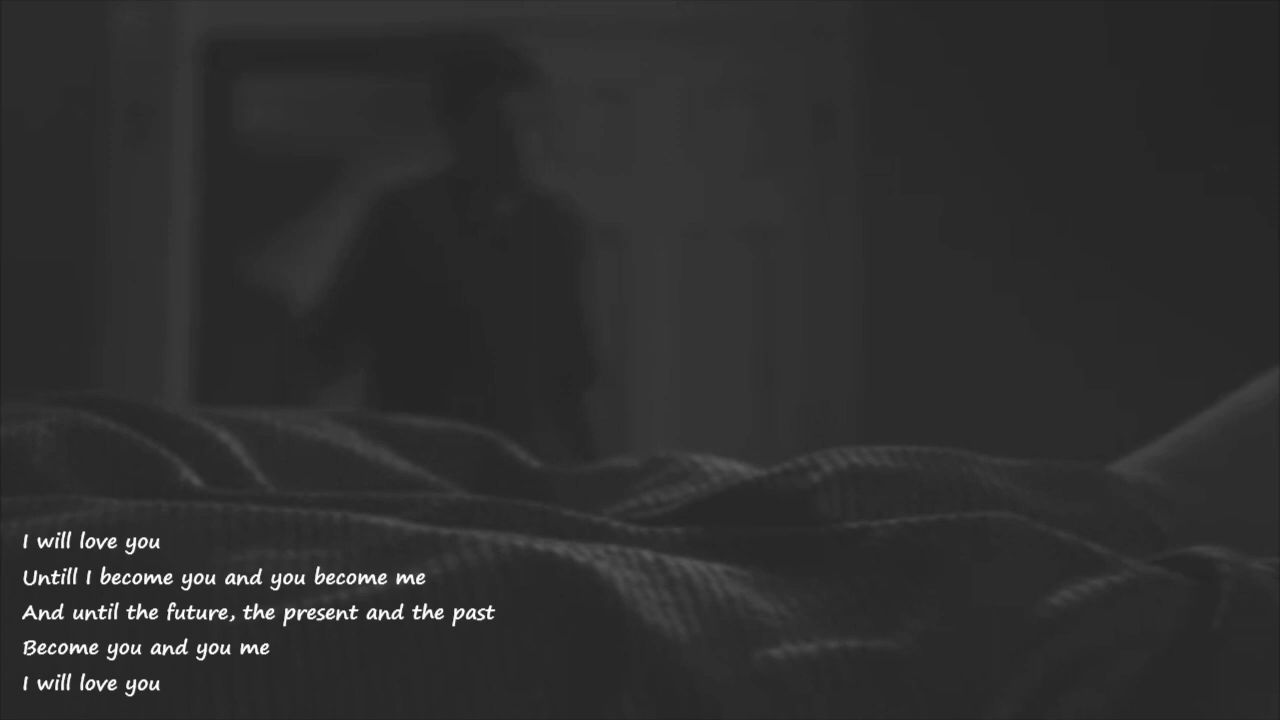 I will love you
Untill I become you and you become me
And until the future, the present and the past
Become you and you me
I will love you